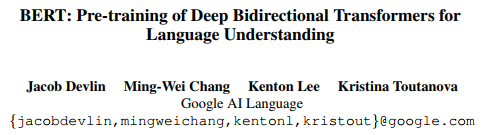 BERT: Pre-training of Deep Bidirectional Transformers for
Language Understanding
Jacob Devlin Ming-Wei Chang Kenton Lee Kristina Toutanova
Google AI Language
{jacobdevlin,mingweichang,kentonl,kristout}@google.com